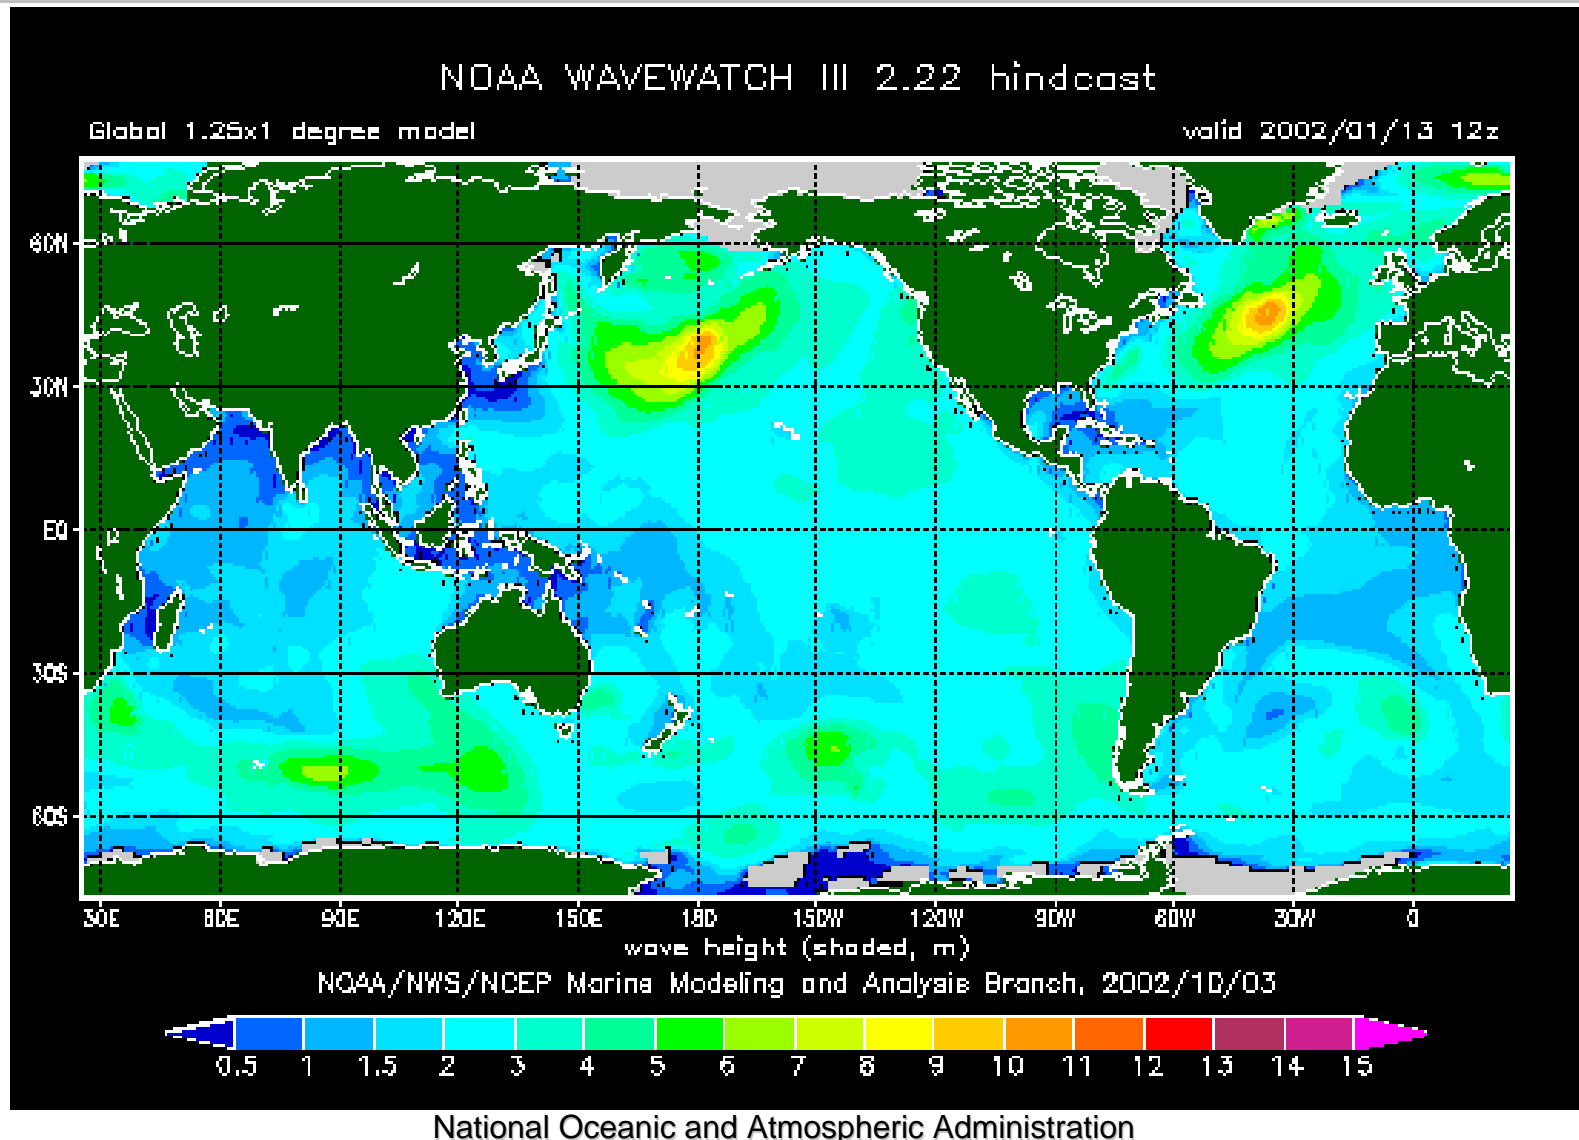 NOAA WAVEWATCH III 2.22 hindcast
Global 1.25x1 degree model valid 2002/01/13 12z
60N
30N
EQ
30S
60S
30E 60E 90E 120E 150E 180 150W 120W 90W 60W 30W 0
wave height (shaded, m)
NOAA/NWS/NCEP Marine Modeling and Analysis Branch, 2002/10/03
0.5 1 1.5 2 3 4 5 6 7 8 9 10 11 12 13 14 15
National Oceanic and Atmospheric Administration